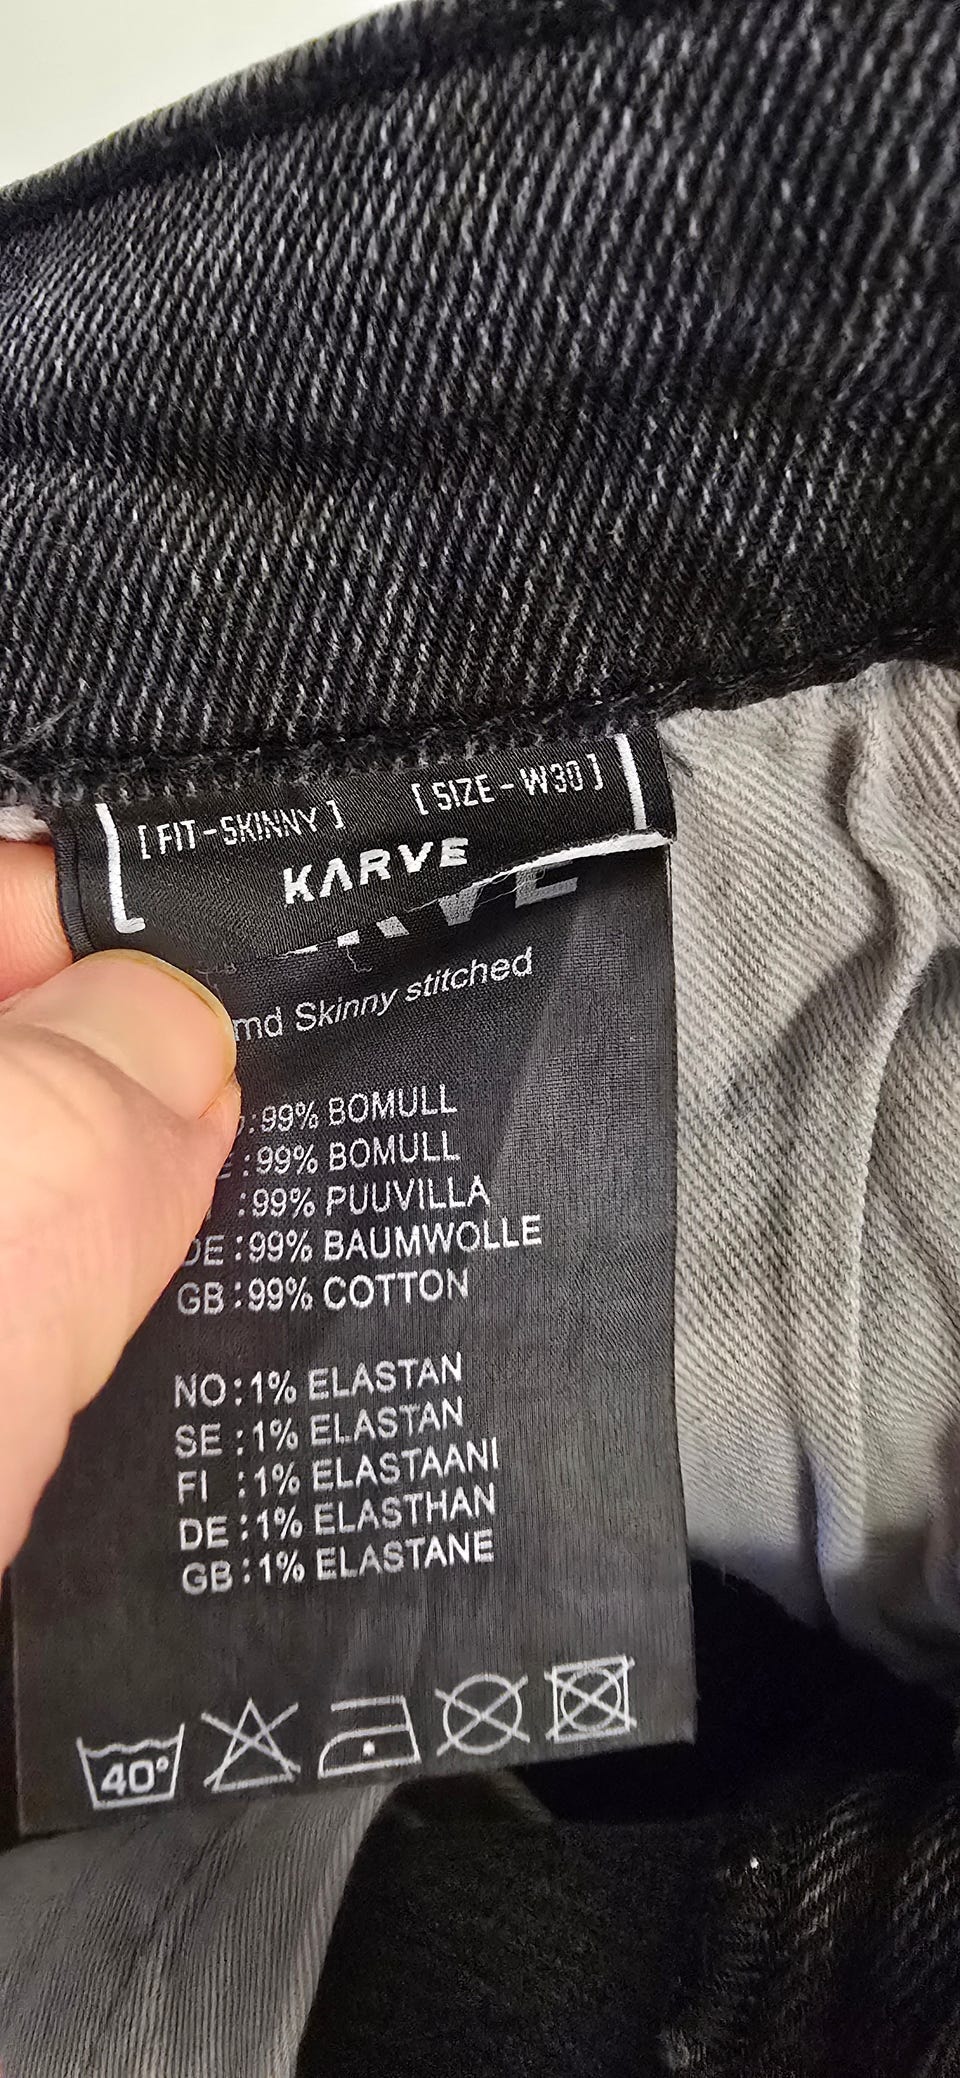 [FIT-SKINNY] [SIZE-W30]
KARVE
Skinny stitched
:99% BOMULL
:99% BOMULL
:99% PUUVILLA
DE:99% BAUMWOLLE
GB:99% COTTON
NO:1% ELASTAN
SE:1% ELASTAN
FI:1% ELASTAANI
DE:1% ELASTHAN
GB:1% ELASTANE
40°